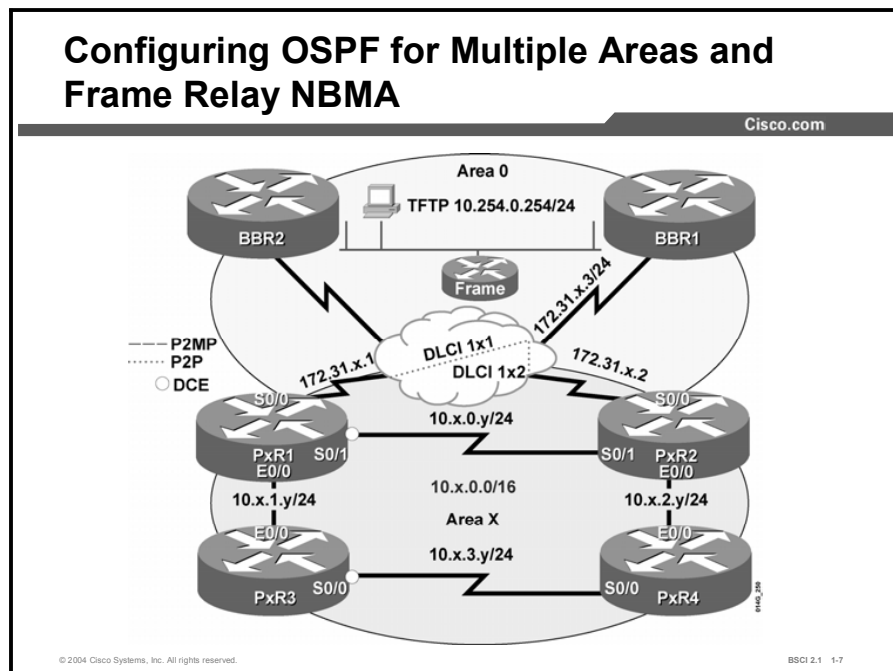 Configuring OSPF for Multiple Areas and
Frame Relay NBMA
Cisco.com
Area 0
TFTP 10.254.0.254/24
BBR2
BBR1
Frame
172.31.x.3/24
P2MP
P2P
DCE
DLCI 1x1
DLCI 1x2
172.31.x.1
172.31.x.2
S0/0
S0/0
10.x.0.y/24
PxR1
S0/1
S0/1
PxR2
E0/0
E0/0
10.x.0.0/16
10.x.1.y/24
10.x.2.y/24
Area X
E0/0
E0/0
10.x.3.y/24
PxR3
S0/0
S0/0
PxR4
014G_250
© 2004 Cisco Systems, Inc. All rights reserved.
BSCI 2.1 1-7